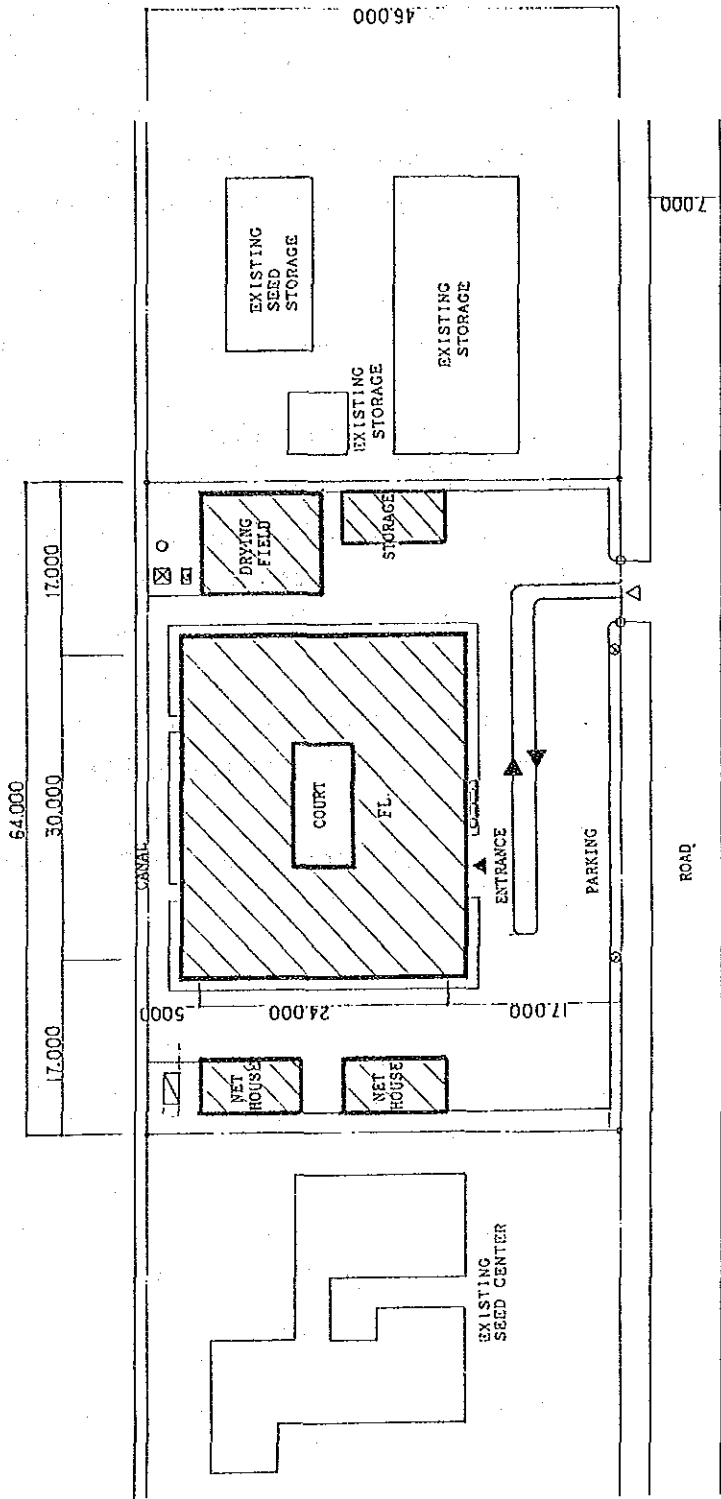 46.000
7.000
EXISTING
SEED
STORAGE
EXISTING
STORAGE
EXISTING
STORAGE
64.000
17.000
30.000
17.000
DRYING
FIELD
STORAGE
CANAL
COURT
FL.
ENTRANCE
PARKING
ROAD
5000
24.000
17.000
NET
HOUSE
NET
HOUSE
EXISTING
SEED CENTER